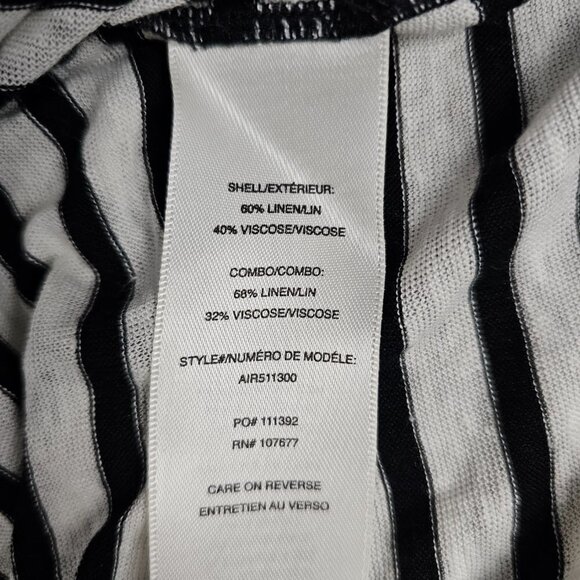 SHELL/EXTÉRIEUR:
60% LINEN/LIN
40% VISCOSE/VISCOSE
COMBO/COMBO:
68% LINEN/LIN
32% VISCOSE/VISCOSE
STYLE#/NUMÉRO DE MODÉLE:
AIR511300
PO# 111392
RN# 107677
CARE ON REVERSE
ENTRETIEN AU VERSO